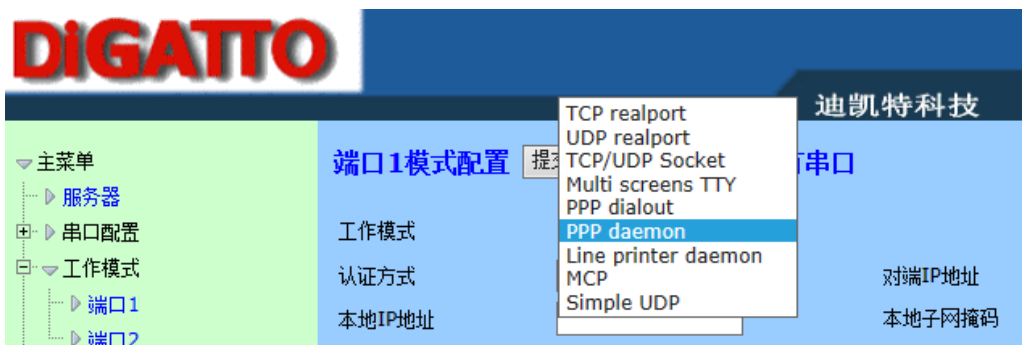 DiGATTO
迪凯特科技
主菜单
服务器
串口配置
工作模式
端口1
端口2
端口1模式配置
串口
工作模式
认证方式
对端IP地址
本地IP地址
本地子网掩码
TCP realport
UDP realport
TCP/UDP Socket
Multi screens TTY
PPP dialout
PPP daemon
Line printer daemon
MCP
Simple UDP